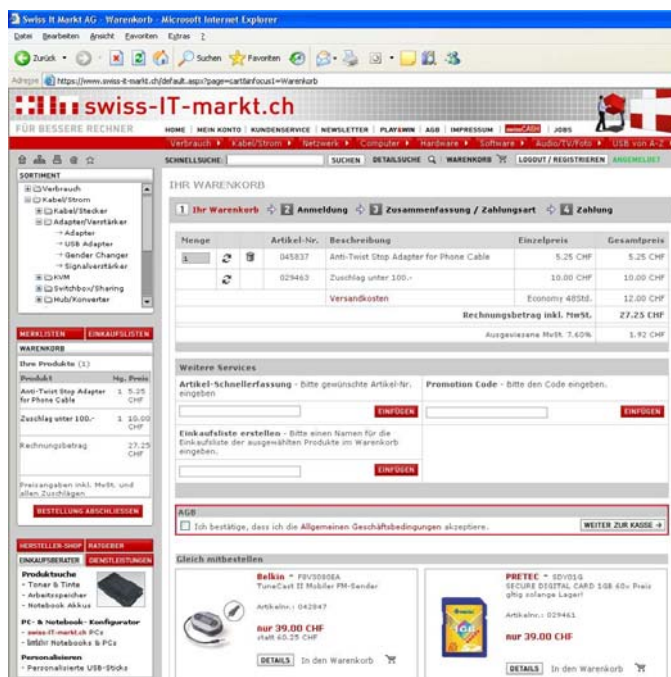 Swiss It Markt AG - Warenkorb - Microsoft Internet Explorer
Datei Bearbeiten Ansicht Favoriten Extras ?
Zurück Suchen Favoriten
Adresse https://www.swiss-it-markt.ch/default.aspx?page=cart&infocus1=Warenkorb
swiss-IT-markt.ch
FÜR BESSERE RECHNER
HOME | MEIN KONTO | KUNDENSERVICE | NEWSLETTER | PLAY&WIN | AGB | IMPRESSUM | swissCASH | JOBS
Verbrauch Kabel/Strom Netzwerk Computer Hardware Software Audio/TV/Foto USB von A-Z
SCHNELLSUCHE: SUCHEN DETAILSUCHE WARENKORB LOGOUT / REGISTRIEREN ANGEMELDET
SORTIMENT
Verbrauch
Kabel/Strom
Kabel/Stecker
Adapter/Verstärker
Adapter
USB Adapter
Gender Changer
Signalverstärker
KVM
Switchbox/Sharing
Hub/Konverter
MERKLISTEN EINKAUFSLISTEN
WARENKORB
Ihre Produkte (1)
Produkt Mg. Preis
Anti-Twist Stop Adapter 1 5.25
for Phone Cable CHF
Zuschlag unter 100.- 1 10.00
CHF
Rechnungsbetrag 27.25
CHF
Preisangaben inkl. MwSt. und
allen Zuschlägen
BESTELLUNG ABSCHLIESSEN
HERSTELLER-SHOP RATGEBER
EINKAUFSBERATER DIENSTLEISTUNGEN
Produktsuche
- Toner & Tinte
- Arbeitsspeicher
- Notebook Akkus
PC- & Notebook- Konfigurator
- swiss-IT-markt.ch PCs
Notebooks & PCs
Personalisieren
- Personalisierte USB-Sticks
IHR WARENKORB
1 Ihr Warenkorb 2 Anmeldung 3 Zusammenfassung / Zahlungsart 4 Zahlung
Menge Artikel-Nr. Beschreibung Einzelpreis Gesamtpreis
1 045837 Anti-Twist Stop Adapter for Phone Cable 5.25 CHF 5.25 CHF
029463 Zuschlag unter 100.- 10.00 CHF 10.00 CHF
Versandkosten Economy 48Std. 12.00 CHF
Rechnungsbetrag inkl. MwSt. 27.25 CHF
Ausgewiesene MwSt. 7.60% 1.92 CHF
Weitere Services
Artikel-Schnellerfassung - Bitte gewünschte Artikel-Nr.
eingeben
EINFÜGEN
Promotion Code - Bitte den Code eingeben.
EINFÜGEN
Einkaufsliste erstellen - Bitte einen Namen für die
Einkaufsliste der ausgewählten Produkte im Warenkorb
eingeben.
EINFÜGEN
AGB
Ich bestätige, dass ich die Allgemeinen Geschäftsbedingungen akzeptiere. WEITER ZUR KASSE
Gleich mitbestellen
Belkin * F8V3080EA
TuneCast II Mobiler FM-Sender
Artikelnr.: 042847
nur 39.00 CHF
statt 60.25 CHF
DETAILS In den Warenkorb
PRETEC * SDV01G
SECURE DIGITAL CARD 1GB 60x Preis
gltig solange Lager!
Artikelnr.: 029461
nur 39.00 CHF
DETAILS In den Warenkorb
1GB